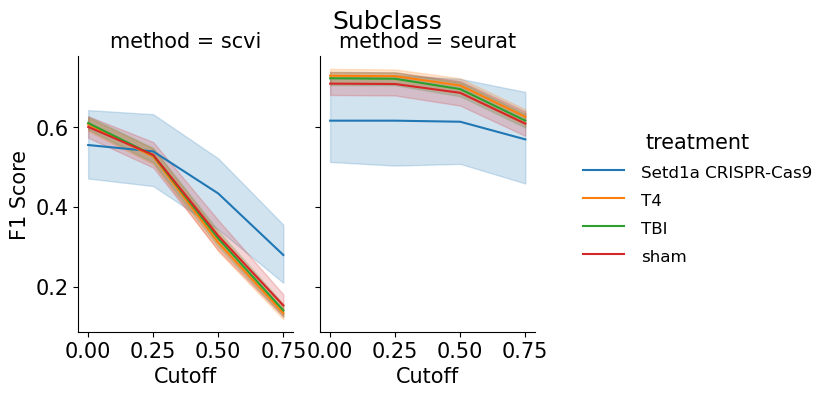 Subclass
method = scvi
method = seurat
F1 Score
0.6
0.4
0.2
0.00 0.25 0.50 0.75
0.00 0.25 0.50 0.75
Cutoff
Cutoff
treatment
Setd1a CRISPR-Cas9
T4
TBI
sham